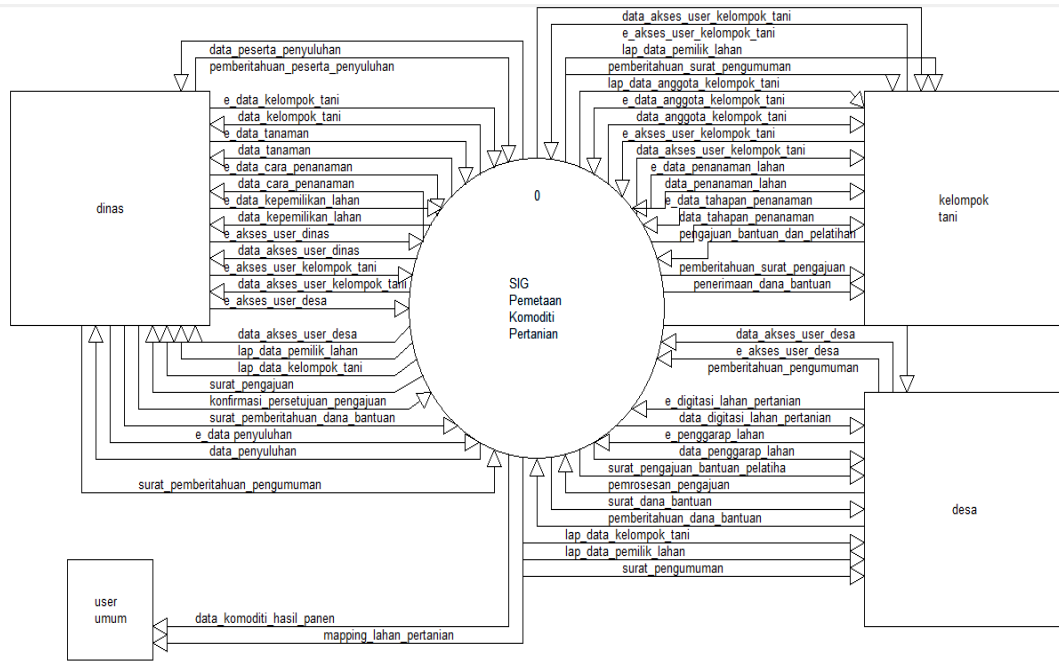 data_peserta_penyuluhan
pemberitahuan_peserta_penyuluhan
dinas
e_data_kelompok_tani
data_kelompok_tani
e_data_tanaman
data_tanaman
e_data_cara_penanaman
data_cara_penanaman
e_data_kepemilikan_lahan
data_kepemilikan_lahan
e_akses_user_dinas
data_akses_user_dinas
e_akses_user_kelompok_tani
data_akses_user_kelompok_tani
e_akses_user_desa
data_akses_user_desa
lap_data_pemilik_lahan
lap_data_kelompok_tani
surat_pengajuan
konfirmasi_persetujuan_pengajuan
surat_pemberitahuan_dana_bantuan
e_data penyuluhan
data_penyuluhan
surat_pemberitahuan_pengumuman
0
SIG
Pemetaan
Komoditi
Pertanian
data_akses_user_kelompok_tani
e_akses_user_kelompok_tani
lap_data_pemilik_lahan
pemberitahuan_surat_pengumuman
lap_data_anggota_kelompok_tani
e_data_anggota_kelompok_tani
data_anggota_kelompok_tani
e_akses_user_kelompok_tani
data_akses_user_kelompok_tani
e_data_penanaman_lahan
data_penanaman_lahan
e_data_tahapan_penanaman
data_tahapan_penanaman
pengajuan_bantuan_dan_pelatihan
pemberitahuan_surat_pengajuan
penerimaan_dana_bantuan
kelompok
tani
data_akses_user_desa
e_akses_user_desa
pemberitahuan_pengumuman
e_digitasi_lahan_pertanian
data_digitasi_lahan_pertanian
e_penggarap_lahan
data_penggarap_lahan
surat_pengajuan_bantuan_pelatiha
pemrosesan_pengajuan
surat_dana_bantuan
pemberitahuan_dana_bantuan
lap_data_kelompok_tani
lap_data_pemilik_lahan
surat_pengumuman
desa
user
umum
data_komoditi_hasil_panen
mapping_lahan_pertanian